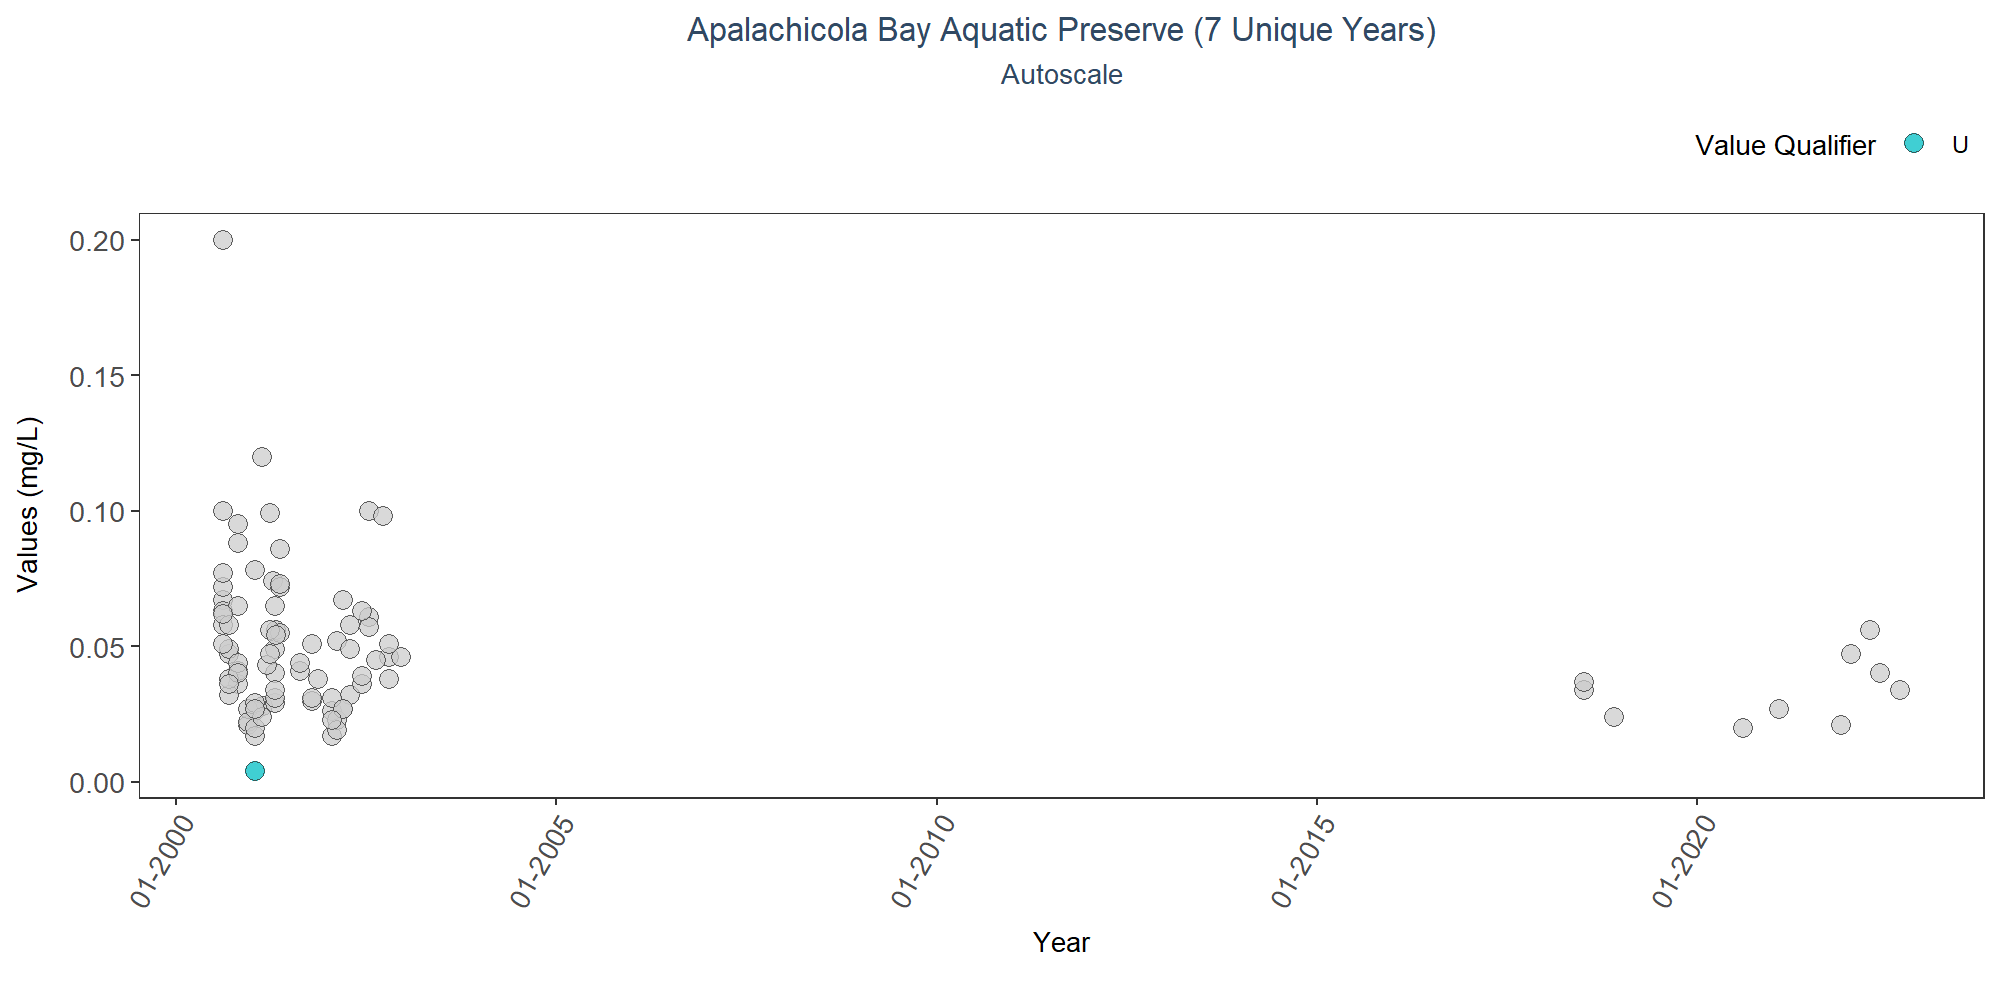 Apalachicola Bay Aquatic Preserve (7 Unique Years)
Autoscale
Value Qualifier U
Values (mg/L)
0.20
0.15
0.10
0.05
0.00
01-2000 01-2005 01-2010 01-2015 01-2020
Year